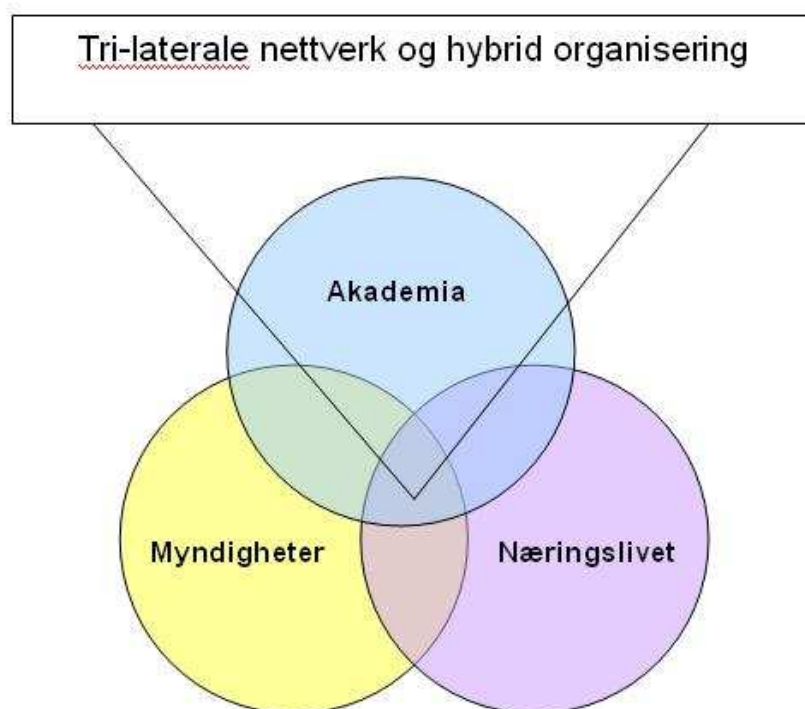 Tri-laterale nettverk og hybrid organisering
Akademia
Myndigheter
Næringslivet